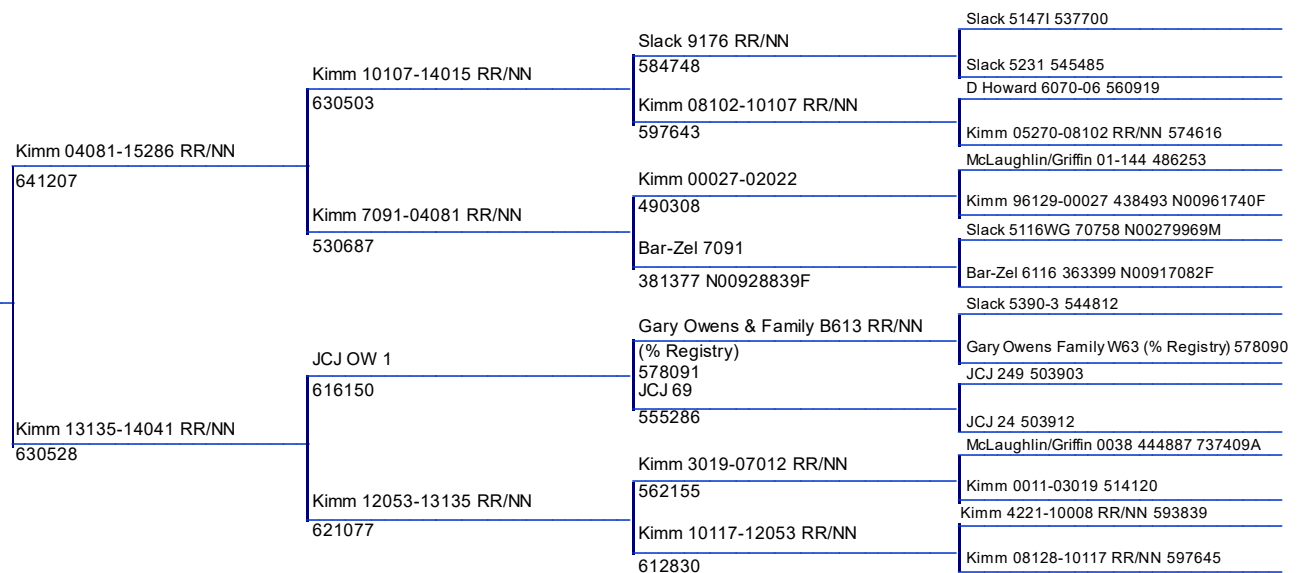 Kimm 04081-15286 RR/NN
641207
Kimm 13135-14041 RR/NN
630528
Kimm 10107-14015 RR/NN
630503
Kimm 7091-04081 RR/NN
530687
JCJ OW 1
616150
Kimm 12053-13135 RR/NN
621077
Slack 9176 RR/NN
584748
Kimm 08102-10107 RR/NN
597643
Kimm 00027-02022
490308
Bar-Zel 7091
381377 N00928839F
Gary Owens & Family B613 RR/NN
(% Registry)
578091
JCJ 69
555286
Kimm 3019-07012 RR/NN
562155
Kimm 10117-12053 RR/NN
612830
Slack 5147I 537700
Slack 5231 545485
D Howard 6070-06 560919
Kimm 05270-08102 RR/NN 574616
McLaughlin/Griffin 01-144 486253
Kimm 96129-00027 438493 N00961740F
Slack 5116WG 70758 N00279969M
Bar-Zel 6116 363399 N00917082F
Slack 5390-3 544812
Gary Owens Family W63 (% Registry) 578090
JCJ 249 503903
JCJ 24 503912
McLaughlin/Griffin 0038 444887 737409A
Kimm 0011-03019 514120
Kimm 4221-10008 RR/NN 593839
Kimm 08128-10117 RR/NN 597645